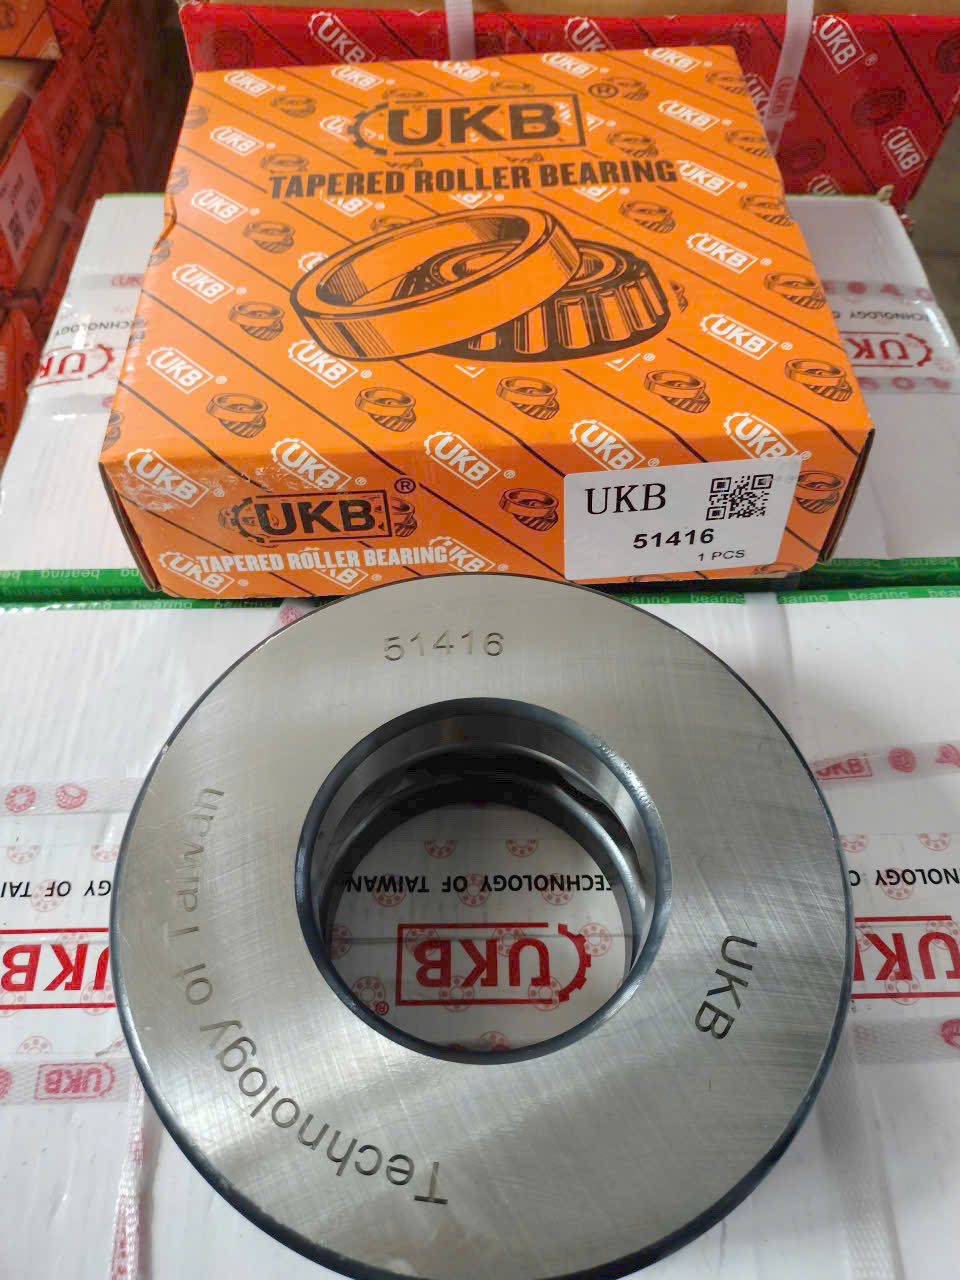 UKB®
TAPERED ROLLER BEARING
UKB®
TAPERED ROLLER BEARING
UKB
51416
1 PCS
bearing
51416
UKB
Technology of Taiwan
TECHNOLOGY OF TAIWAN
UKB®